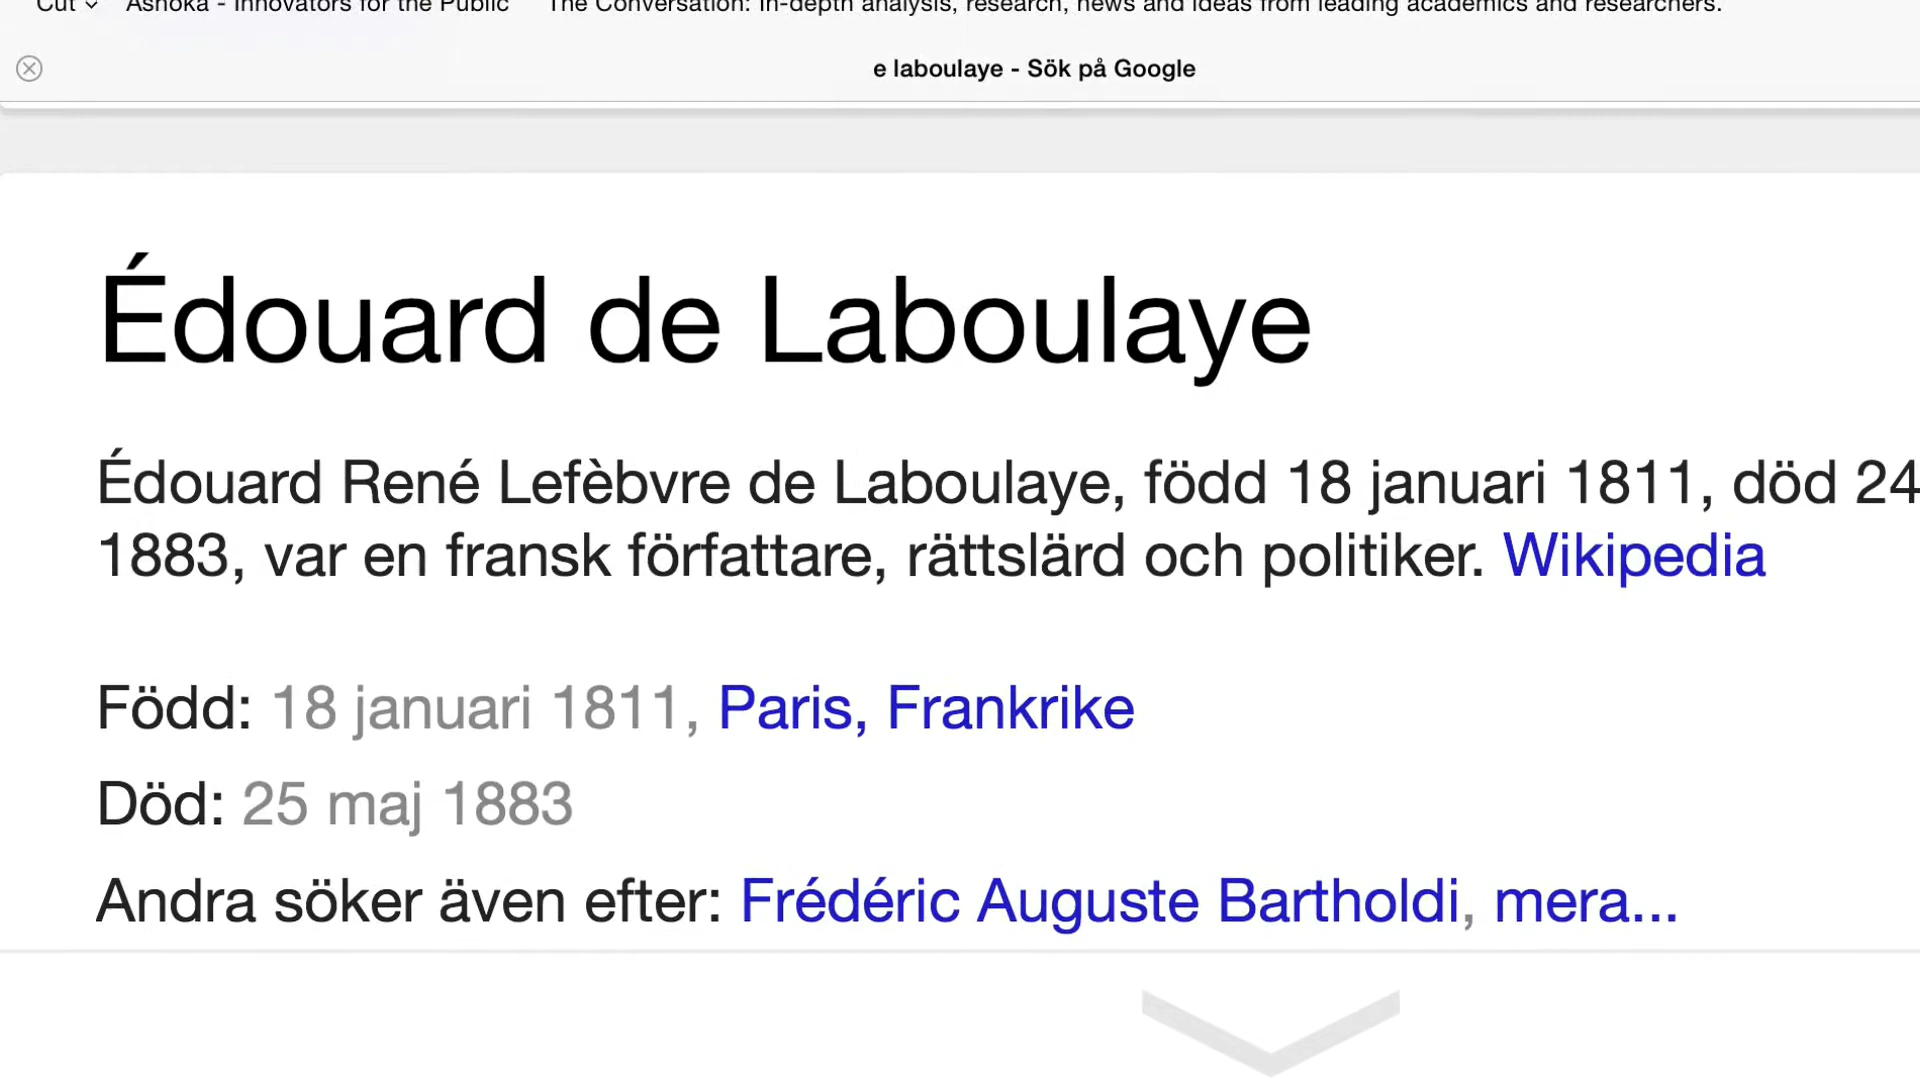 Cut Ashoka - Innovators for the Public The Conversation: In-depth analysis, research, news and ideas from leading academics and researchers.
e laboulaye - Sök på Google
Édouard de Laboulaye
Édouard René Lefèbvre de Laboulaye, född 18 januari 1811, död 24
1883, var en fransk författare, rättslärd och politiker. Wikipedia
Född: 18 januari 1811, Paris, Frankrike
Död: 25 maj 1883
Andra söker även efter: Frédéric Auguste Bartholdi, mera...